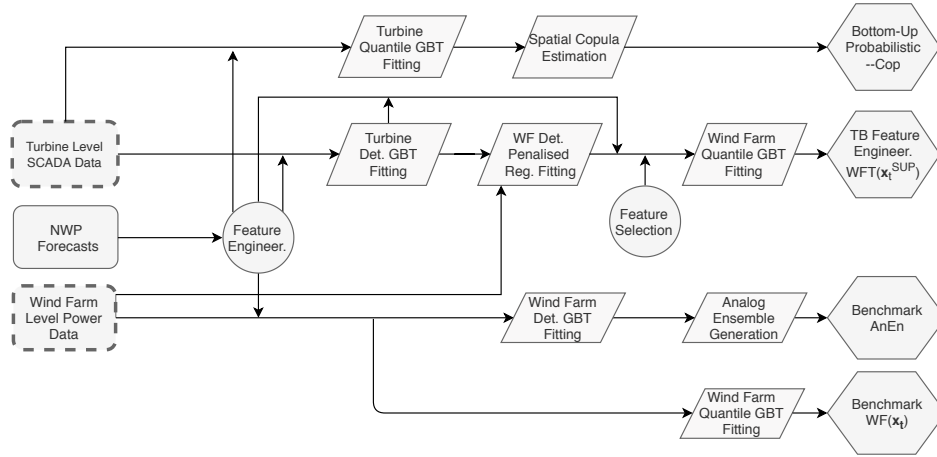 Turbine
Quantile GBT
Fitting
Spatial Copula
Estimation
Bottom-Up
Probabilistic
--Cop
Turbine Level
SCADA Data
Turbine
Det. GBT
Fitting
WF Det.
Penalised
Reg. Fitting
Wind Farm
Quantile GBT
Fitting
TB Feature
Engineer.
WFT(x_t^SUP)
NWP
Forecasts
Feature
Engineer.
Feature
Selection
Wind Farm
Level Power
Data
Wind Farm
Det. GBT
Fitting
Analog
Ensemble
Generation
Benchmark
AnEn
Wind Farm
Quantile GBT
Fitting
Benchmark
WF(x_t)